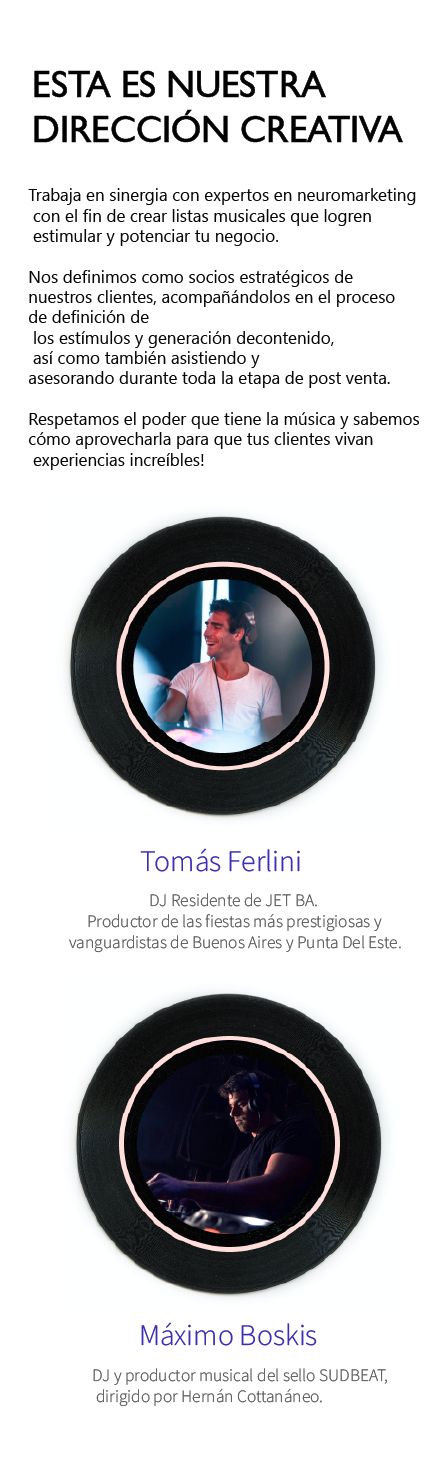 ESTA ES NUESTRA
DIRECCIÓN CREATIVA
Trabaja en sinergia con expertos en neuromarketing
con el fin de crear listas musicales que logren
estimular y potenciar tu negocio.
Nos definimos como socios estratégicos de
nuestros clientes, acompañándolos en el proceso
de definición de
los estímulos y generación decontenido,
así como también asistiendo y
asesorando durante toda la etapa de post venta.
Respetamos el poder que tiene la música y sabemos
cómo aprovecharla para que tus clientes vivan
experiencias increíbles!
Tomás Ferlini
DJ Residente de JET BA.
Productor de las fiestas más prestigiosas y
vanguardistas de Buenos Aires y Punta Del Este.
Máximo Boskis
DJ y productor musical del sello SUDBEAT,
dirigido por Hernán Cottanáneo.